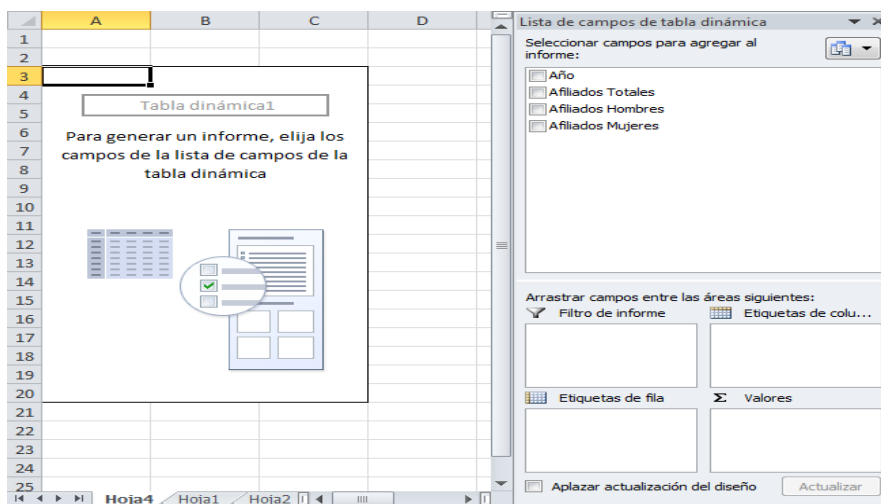 A B C D
1
2
3
4
5
6
7
8
9
10
11
12
13
14
15
16
17
18
19
20
21
22
23
24
25
Tabla dinámica1
Para generar un informe, elija los
campos de la lista de campos de la
tabla dinámica
Hoja4 Hoja1 Hoja2
Lista de campos de tabla dinámica
Seleccionar campos para agregar al
informe:
Año
Afiliados Totales
Afiliados Hombres
Afiliados Mujeres
Arrastrar campos entre las áreas siguientes:
Filtro de informe Etiquetas de colu...
Etiquetas de fila Σ Valores
Aplazar actualización del diseño Actualizar